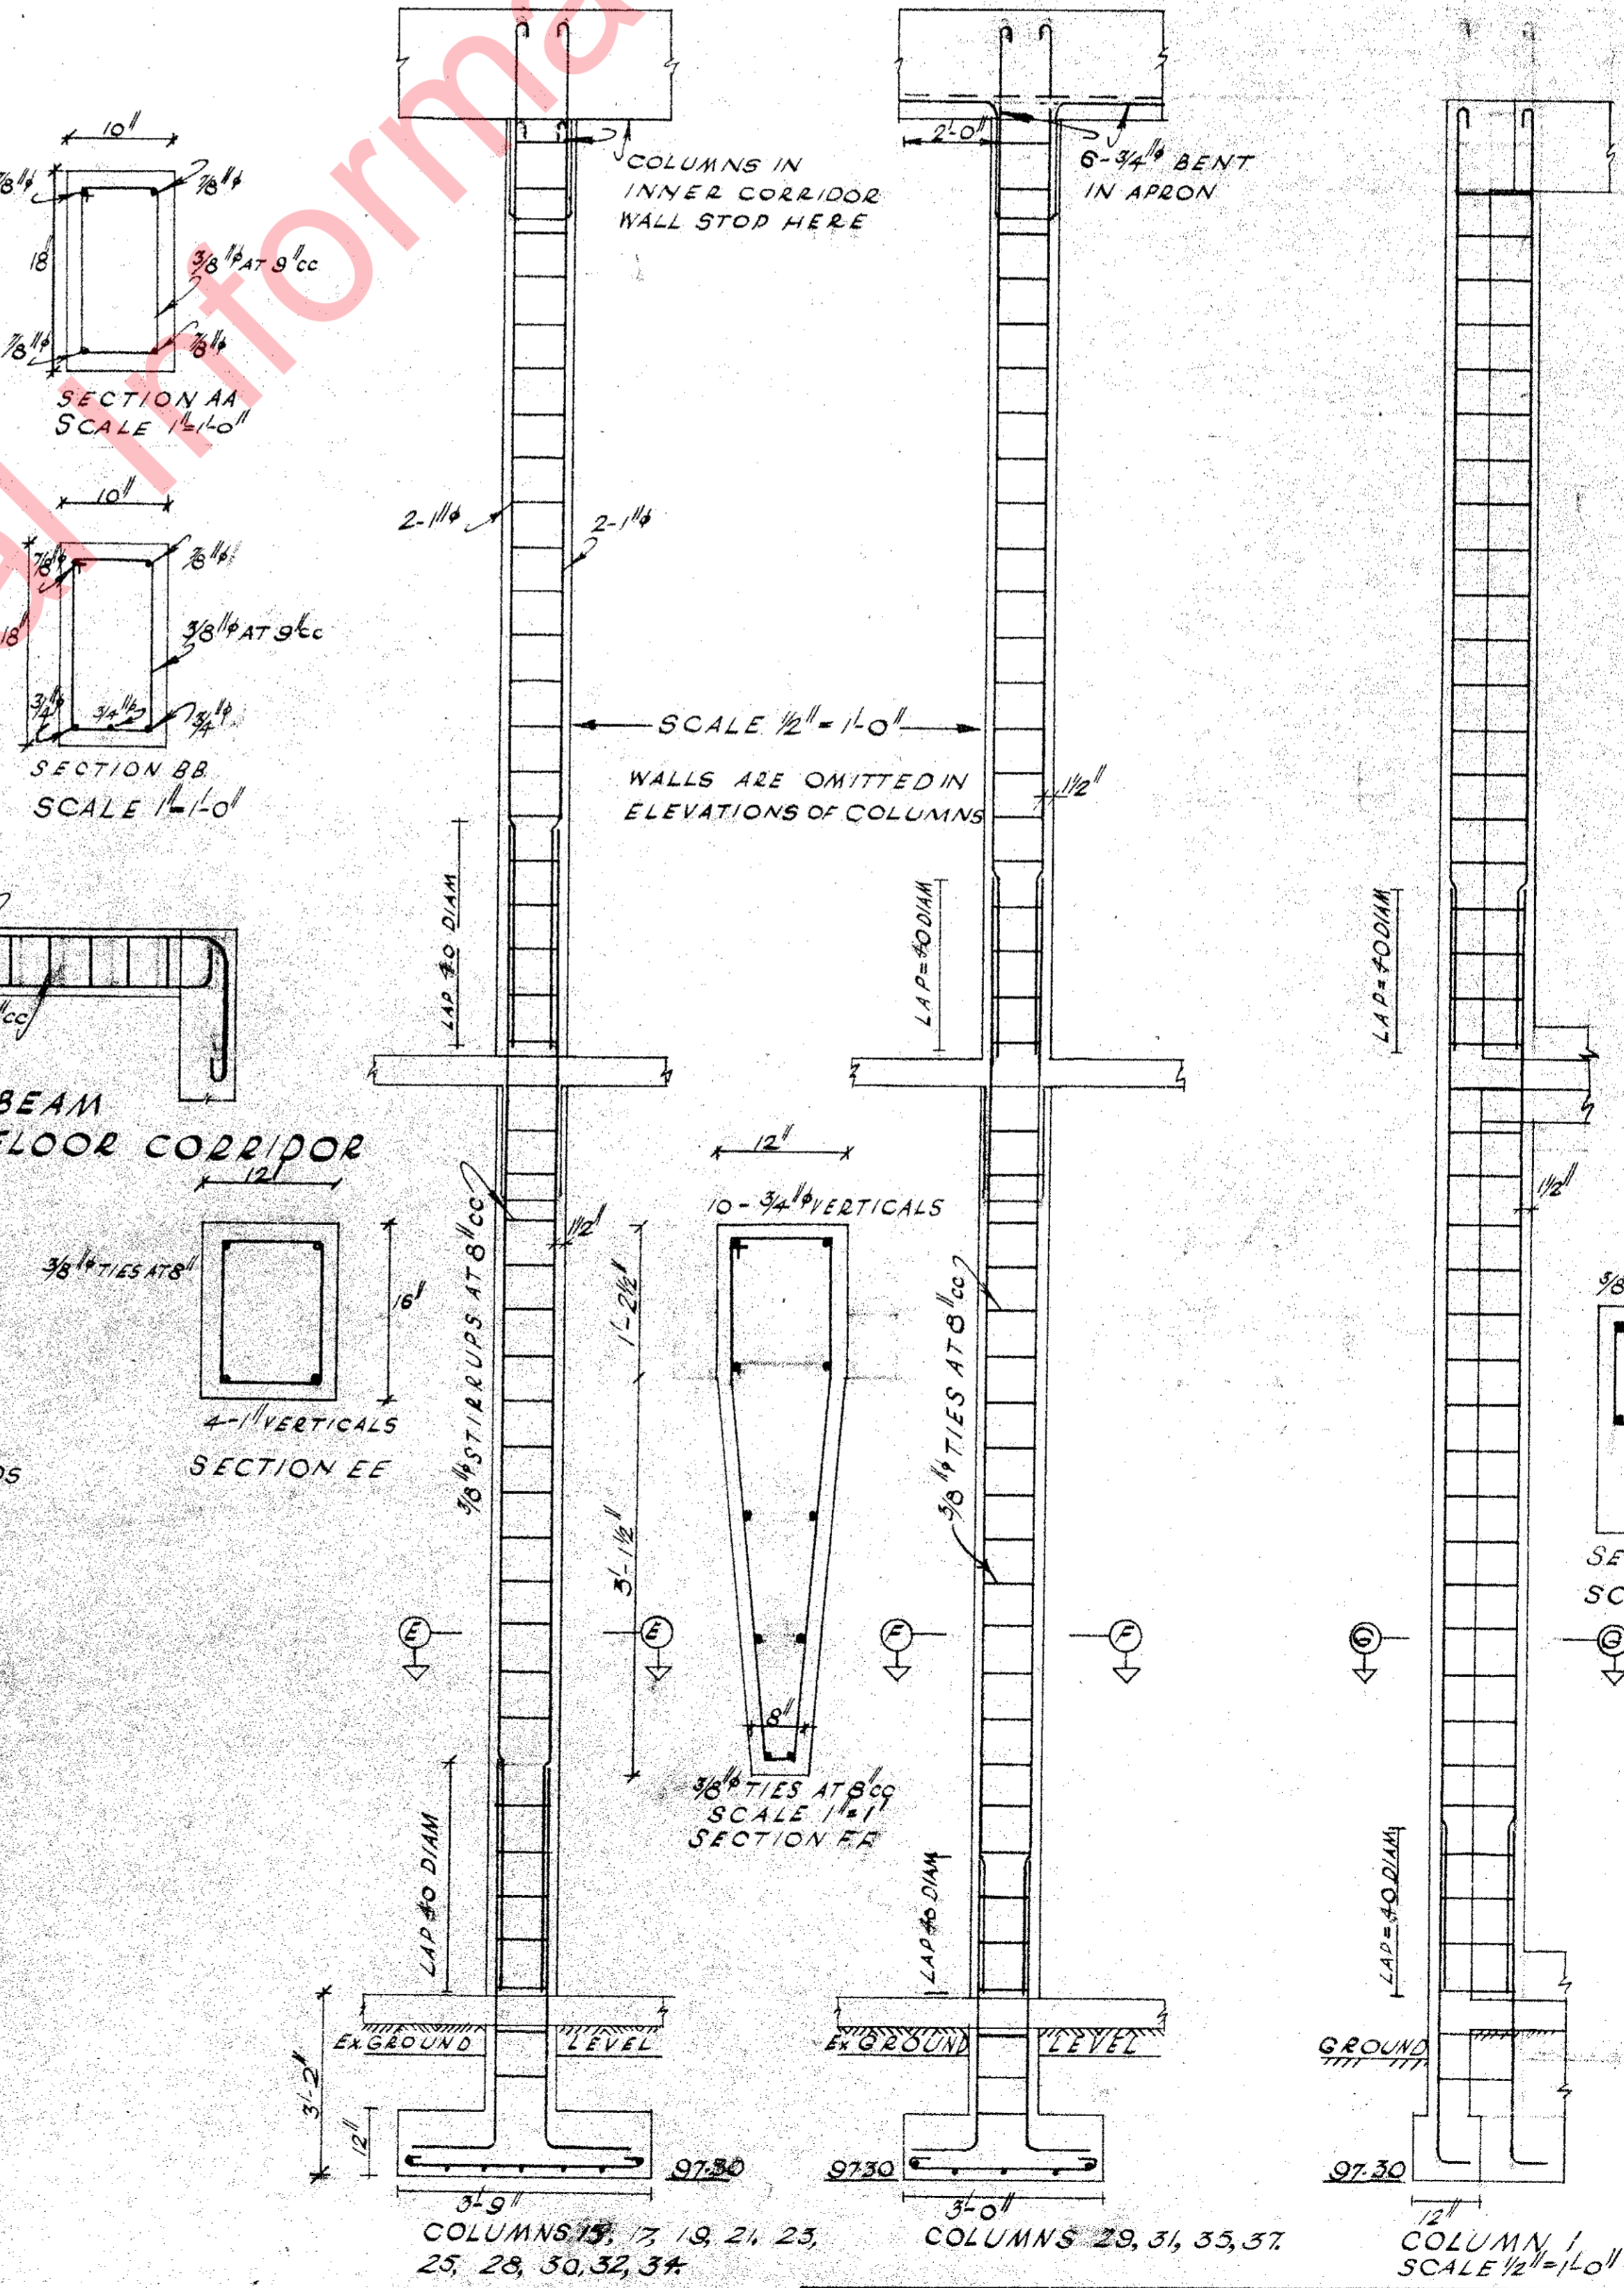 al Informa
COLUMNS IN
INNER CORRIDOR
WALL STOP HERE
2'-0"
6-3/4"φ BENT
IN APRON
10"
7/8"φ
7/8"φ
18"
3/8"φ AT 9"cc
7/8"φ
7/8"φ
SECTION AA
SCALE 1"=1'-0"
10"
7/8"φ
7/8"φ
18"
3/8"φ AT 9"cc
3/4"φ
3/4"φ
3/4"φ
SECTION BB
SCALE 1"=1'-0"
2-1"φ
2-1"φ
SCALE 1/2"=1'-0"
WALLS ARE OMITTED IN
ELEVATIONS OF COLUMNS
1 1/2"
LAP 40 DIAM
LAP=40 DIAM
LAP=40 DIAM
"cc
BEAM
FLOOR CORRIDOR
12"
3/8"φ TIES AT 8"
16"
4-1" VERTICALS
SECTION EE
3/8"φ STIRRUPS AT 8"cc
1 1/2"
12"
10-3/4"φ VERTICALS
1'-2 1/2"
3'-1 1/2"
8"
3/8"φ TIES AT 8"cc
SCALE 1"=1'
SECTION FF
3/8"φ TIES AT 8"cc
1 1/2"
3/8
SE
SC
OS
E
E
F
F
G
G
LAP 40 DIAM
LAP 40 DIAM
LAP=40 DIAM
3'-2"
12"
Ex GROUND LEVEL
Ex GROUND LEVEL
GROUND
97.30
97.30
97.30
3'-9"
3'-0"
12"
COLUMNS 15, 17, 19, 21, 23,
25, 28, 30, 32, 34.
COLUMNS 29, 31, 35, 37.
COLUMN 1
SCALE 1/2"=1'-0"